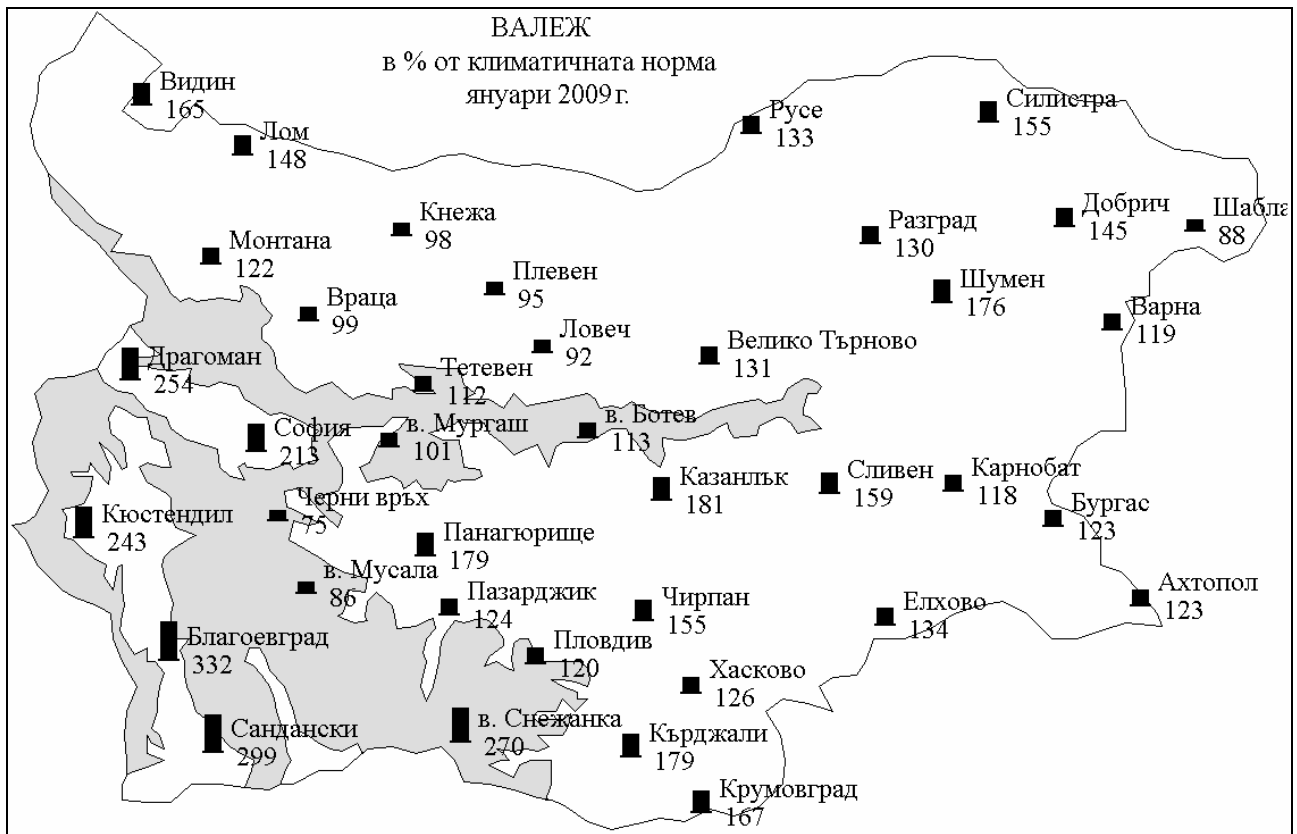 ВАЛЕЖ
в % от климатичната норма
януари 2009 г.
Видин
165
Лом
148
Русе
133
Силистра
155
Кнежа
98
Монтана
122
Разград
130
Добрич
145
Шабла
88
Плевен
95
Шумен
176
Враца
99
Варна
119
Ловеч
92
Велико Търново
131
Драгоман
254
Тетевен
112
София
213
в. Мургаш
101
в. Ботев
113
Казанлък
181
Сливен
159
Карнобат
118
Черни връх
75
Бургас
123
Кюстендил
243
Панагюрище
179
в. Мусала
86
Пазарджик
124
Чирпан
155
Елхово
134
Ахтопол
123
Благоевград
332
Пловдив
120
Хасково
126
Сандански
299
в. Снежанка
270
Кърджали
179
Крумовград
167